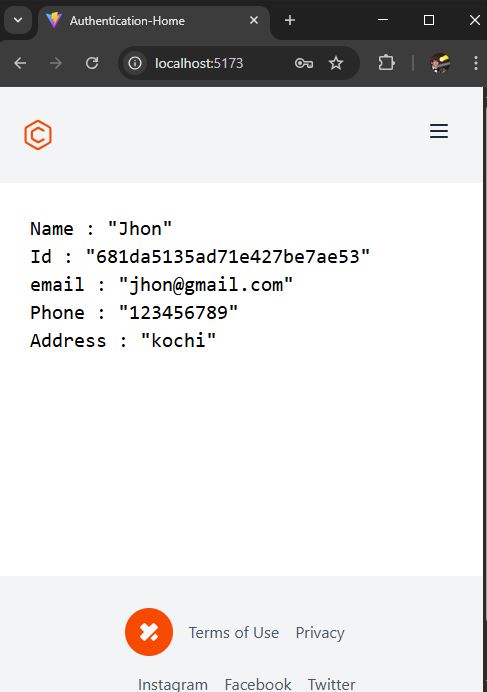 Authentication-Home
localhost:5173
Name : "Jhon"
Id : "681da5135ad71e427be7ae53"
email : "jhon@gmail.com"
Phone : "123456789"
Address : "kochi"
Terms of Use Privacy
Instagram Facebook Twitter